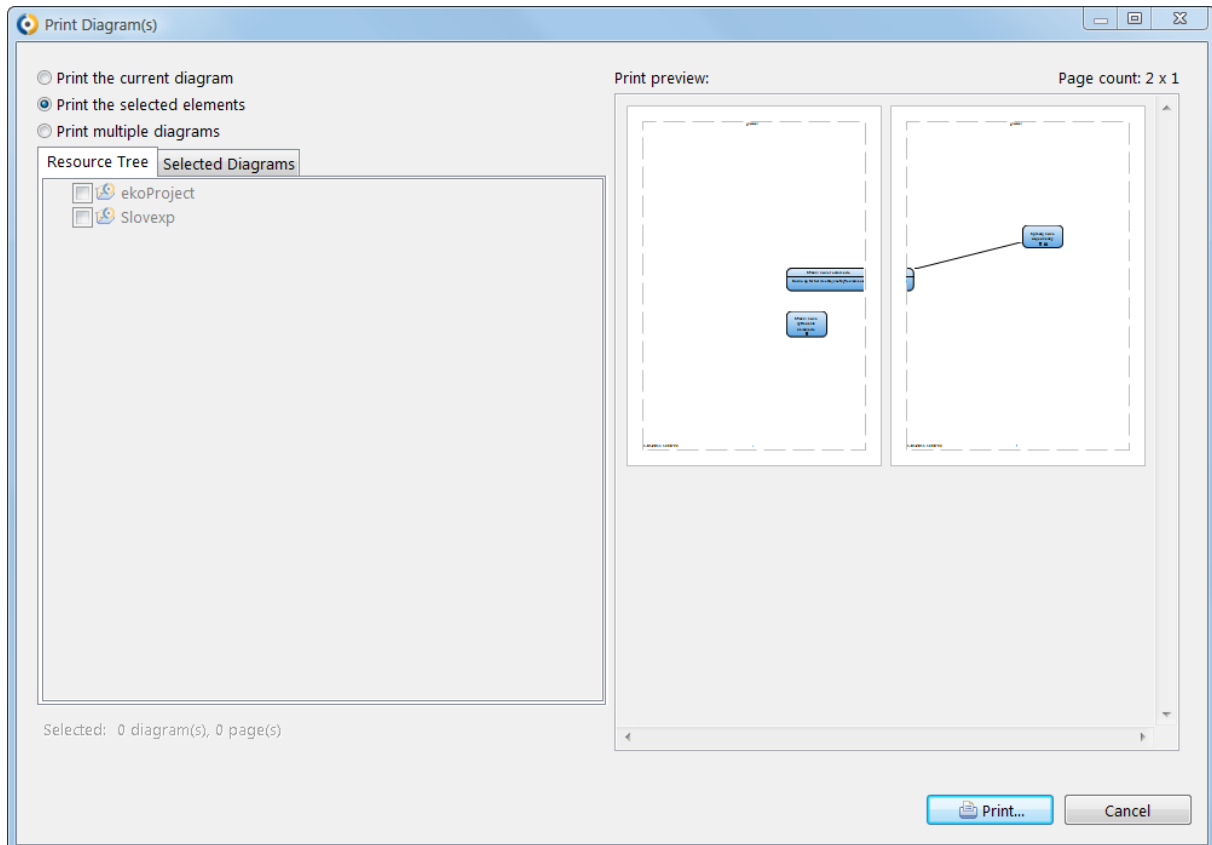 Print Diagram(s)
Print the current diagram
Print the selected elements
Print multiple diagrams
Resource Tree
Selected Diagrams
ekoProject
Slovexp
Selected: 0 diagram(s), 0 page(s)
Print preview:
Page count: 2 x 1
Print...
Cancel